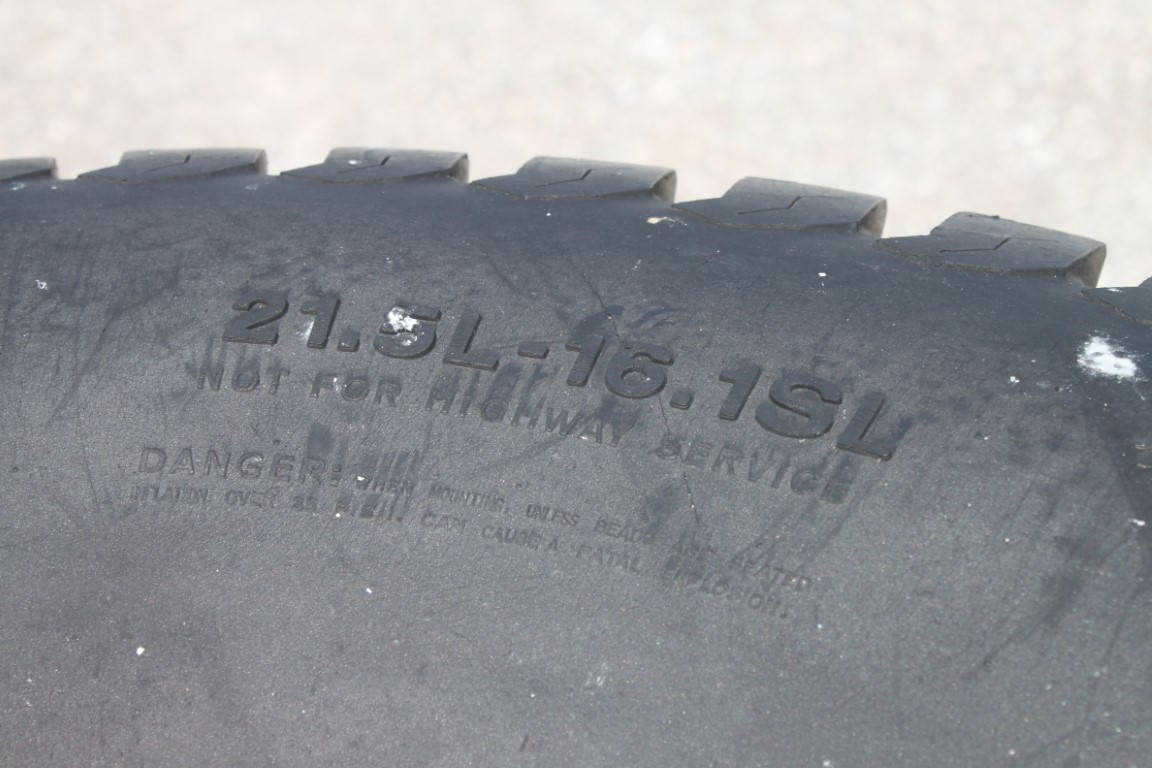 21.5L-16.1SL
NOT FOR HIGHWAY SERVICE
DANGER: WHEN MOUNTING, UNLESS BEADS ARE SEATED
INFLATION OVER 35 P.S.I. CAN CAUSE A FATAL EXPLOSION.